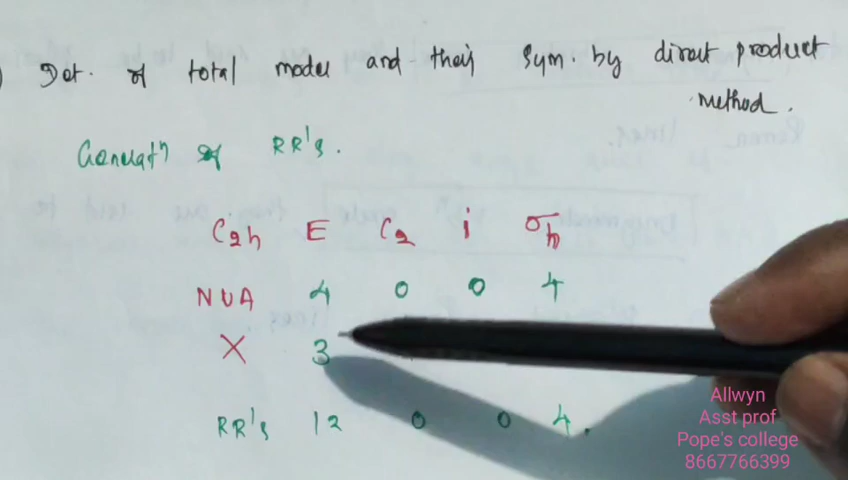 ) Det. of total modes and their sym. by direct product
method.
Generatn of RR's.
C2h E C2 i σh
NUA 4 0 0 4
X 3
RR's 12 0 0 4.
Allwyn
Asst prof
Pope's college
8667766399